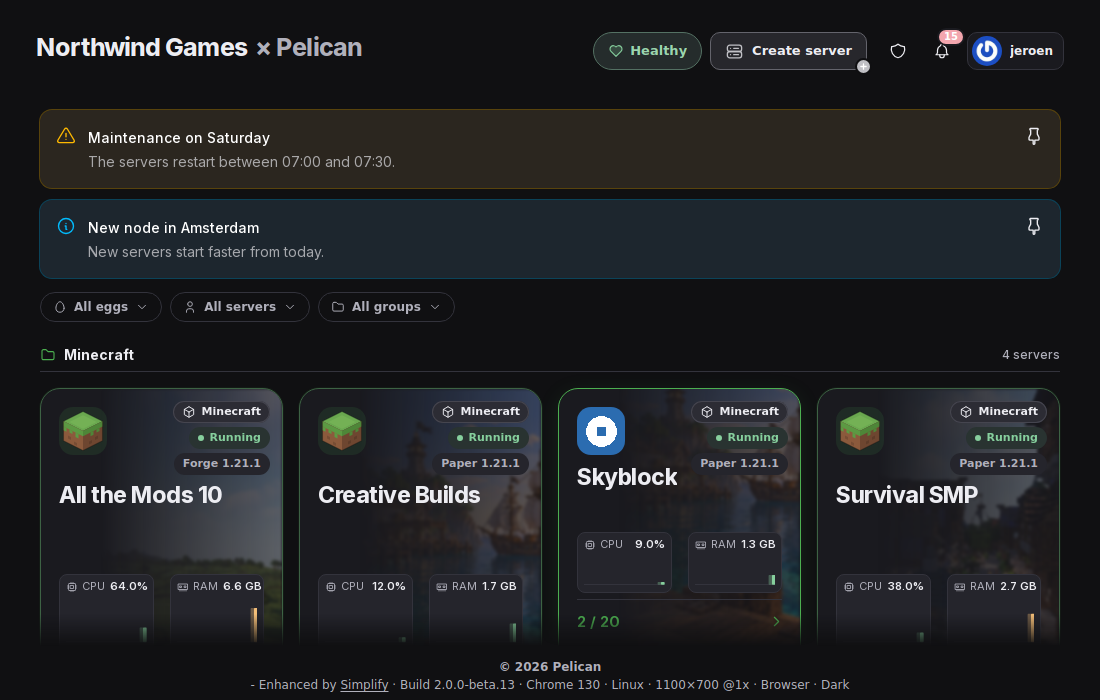 Northwind Games × Pelican
Healthy
Create server
15
jeroen
Maintenance on Saturday
The servers restart between 07:00 and 07:30.
New node in Amsterdam
New servers start faster from today.
All eggs
All servers
All groups
Minecraft
4 servers
Minecraft
Running
Forge 1.21.1
All the Mods 10
CPU 64.0%
RAM 6.6 GB
Minecraft
Running
Paper 1.21.1
Creative Builds
CPU 12.0%
RAM 1.7 GB
Minecraft
Running
Paper 1.21.1
Skyblock
CPU 9.0%
RAM 1.3 GB
2 / 20
Minecraft
Running
Paper 1.21.1
Survival SMP
CPU 38.0%
RAM 2.7 GB
© 2026 Pelican
- Enhanced by Simplify · Build 2.0.0-beta.13 · Chrome 130 · Linux · 1100×700 @1x · Browser · Dark